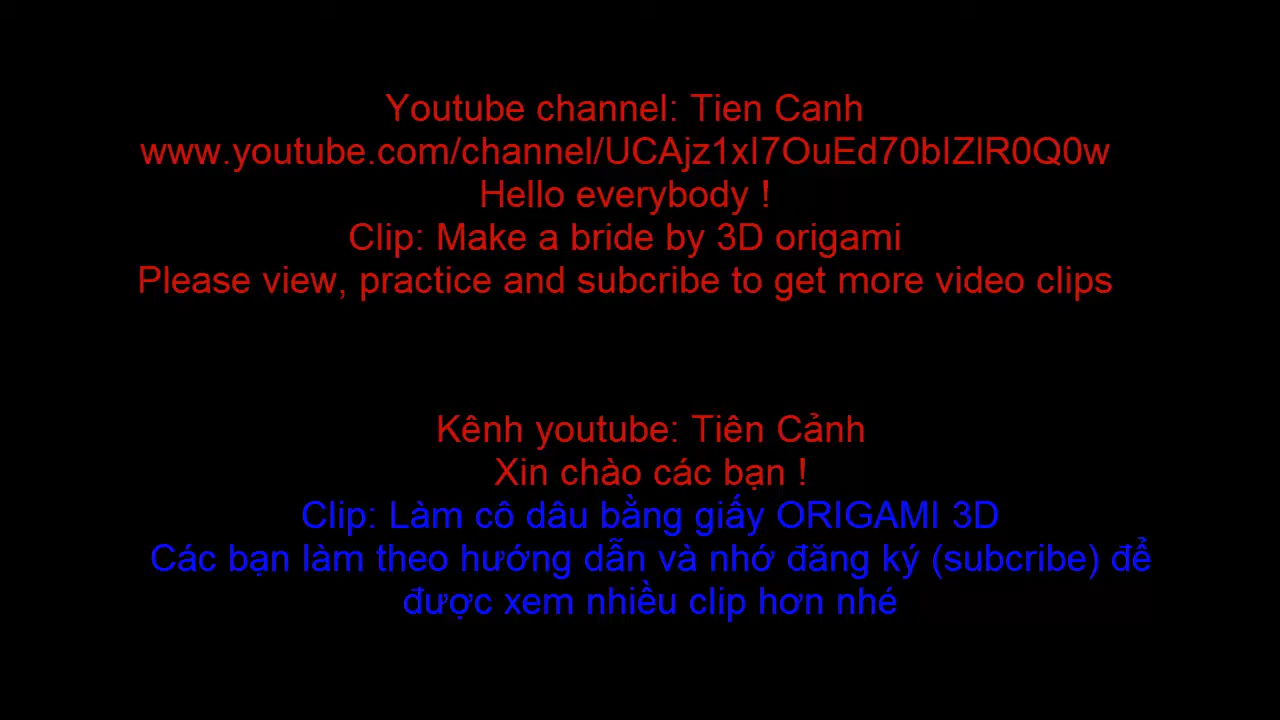 Youtube channel: Tien Canh
www.youtube.com/channel/UCAjz1xI7OuEd70bIZlR0Q0w
Hello everybody !
Clip: Make a bride by 3D origami
Please view, practice and subcribe to get more video clips
Kênh youtube: Tiên Cảnh
Xin chào các bạn !
Clip: Làm cô dâu bằng giấy ORIGAMI 3D
Các bạn làm theo hướng dẫn và nhớ đăng ký (subcribe) để
được xem nhiều clip hơn nhé